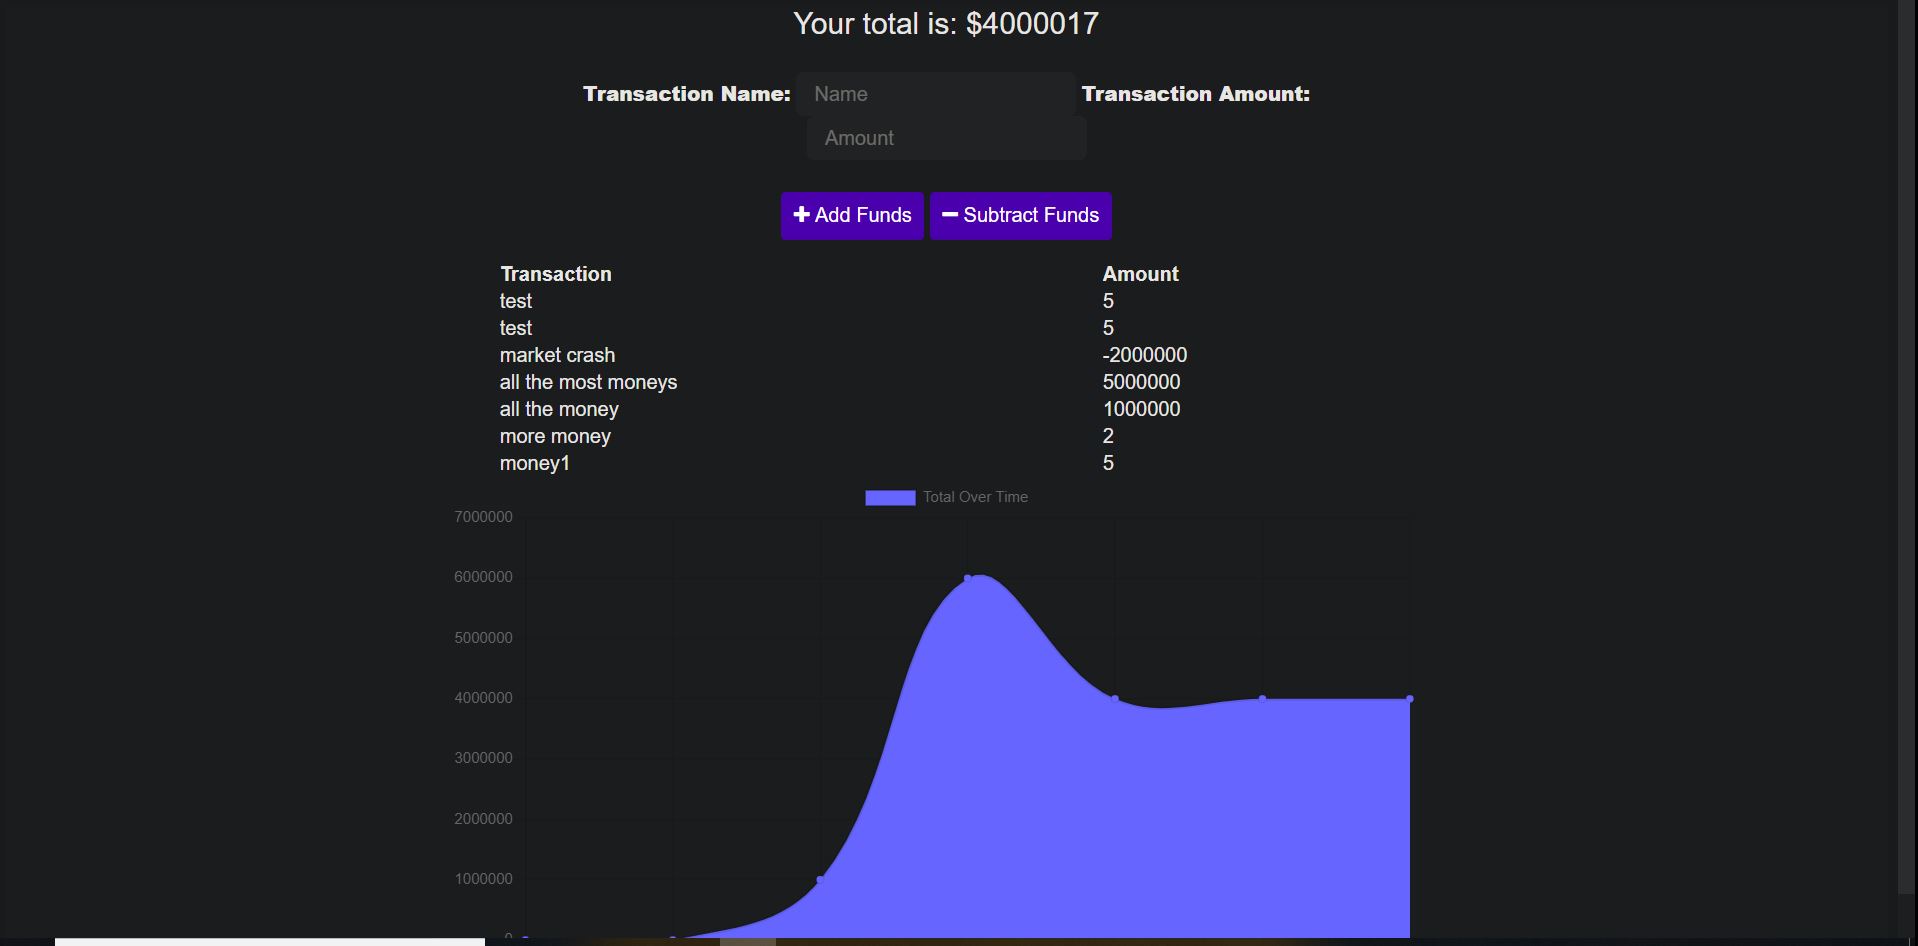 Your total is: $4000017
Transaction Name: Name Transaction Amount:
Amount
Add Funds Subtract Funds
Transaction Amount
test 5
test 5
market crash -2000000
all the most moneys 5000000
all the money 1000000
more money 2
money1 5
Total Over Time
7000000
6000000
5000000
4000000
3000000
2000000
1000000
0